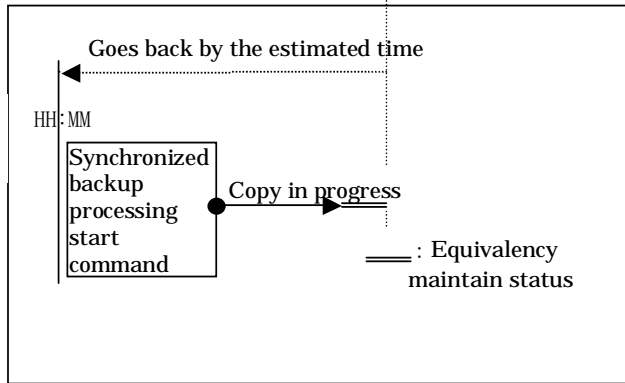 Goes back by the estimated time
HH:MM
Synchronized
backup
processing
start
command
Copy in progress
: Equivalency
maintain status